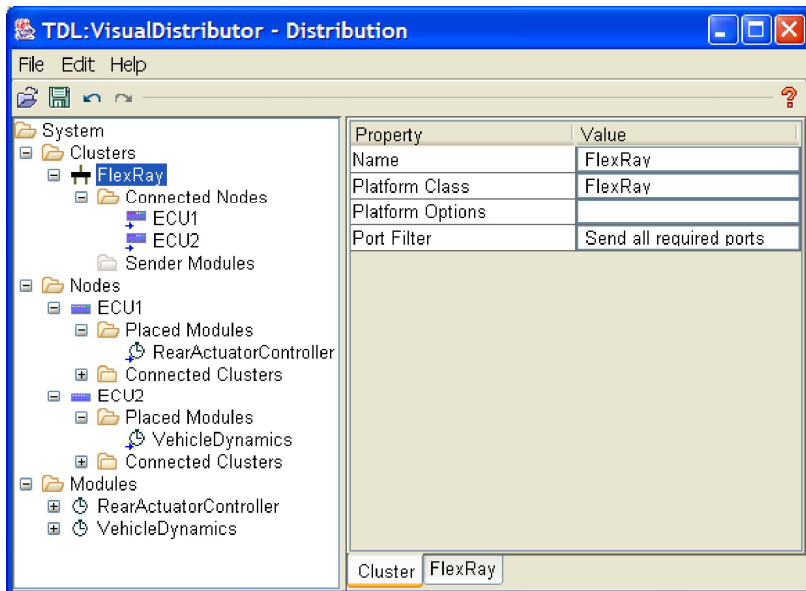 TDL:VisualDistributor - Distribution
File Edit Help
?
System
Clusters
FlexRay
Connected Nodes
ECU1
ECU2
Sender Modules
Nodes
ECU1
Placed Modules
RearActuatorController
Connected Clusters
ECU2
Placed Modules
VehicleDynamics
Connected Clusters
Modules
RearActuatorController
VehicleDynamics
Property Value
Name FlexRay
Platform Class FlexRay
Platform Options
Port Filter Send all required ports
Cluster FlexRay